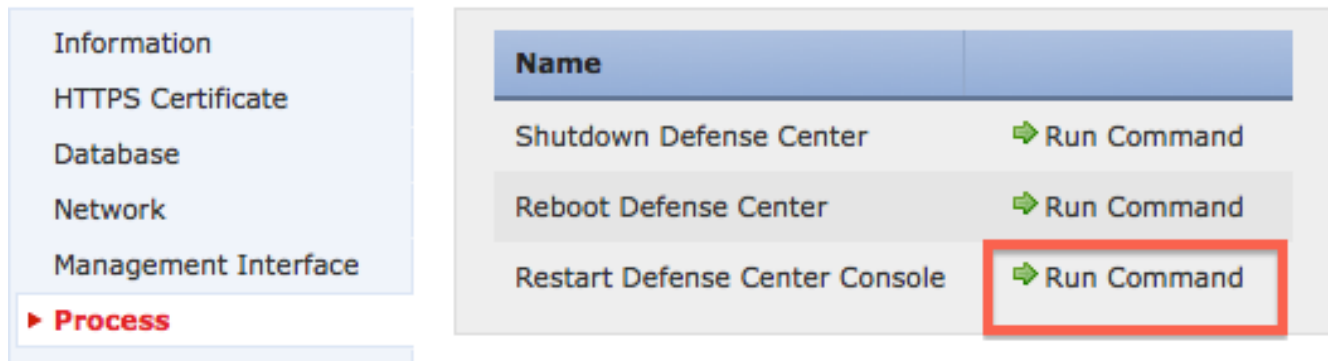 Information
HTTPS Certificate
Database
Network
Management Interface
Process
Name
Shutdown Defense Center Run Command
Reboot Defense Center Run Command
Restart Defense Center Console Run Command